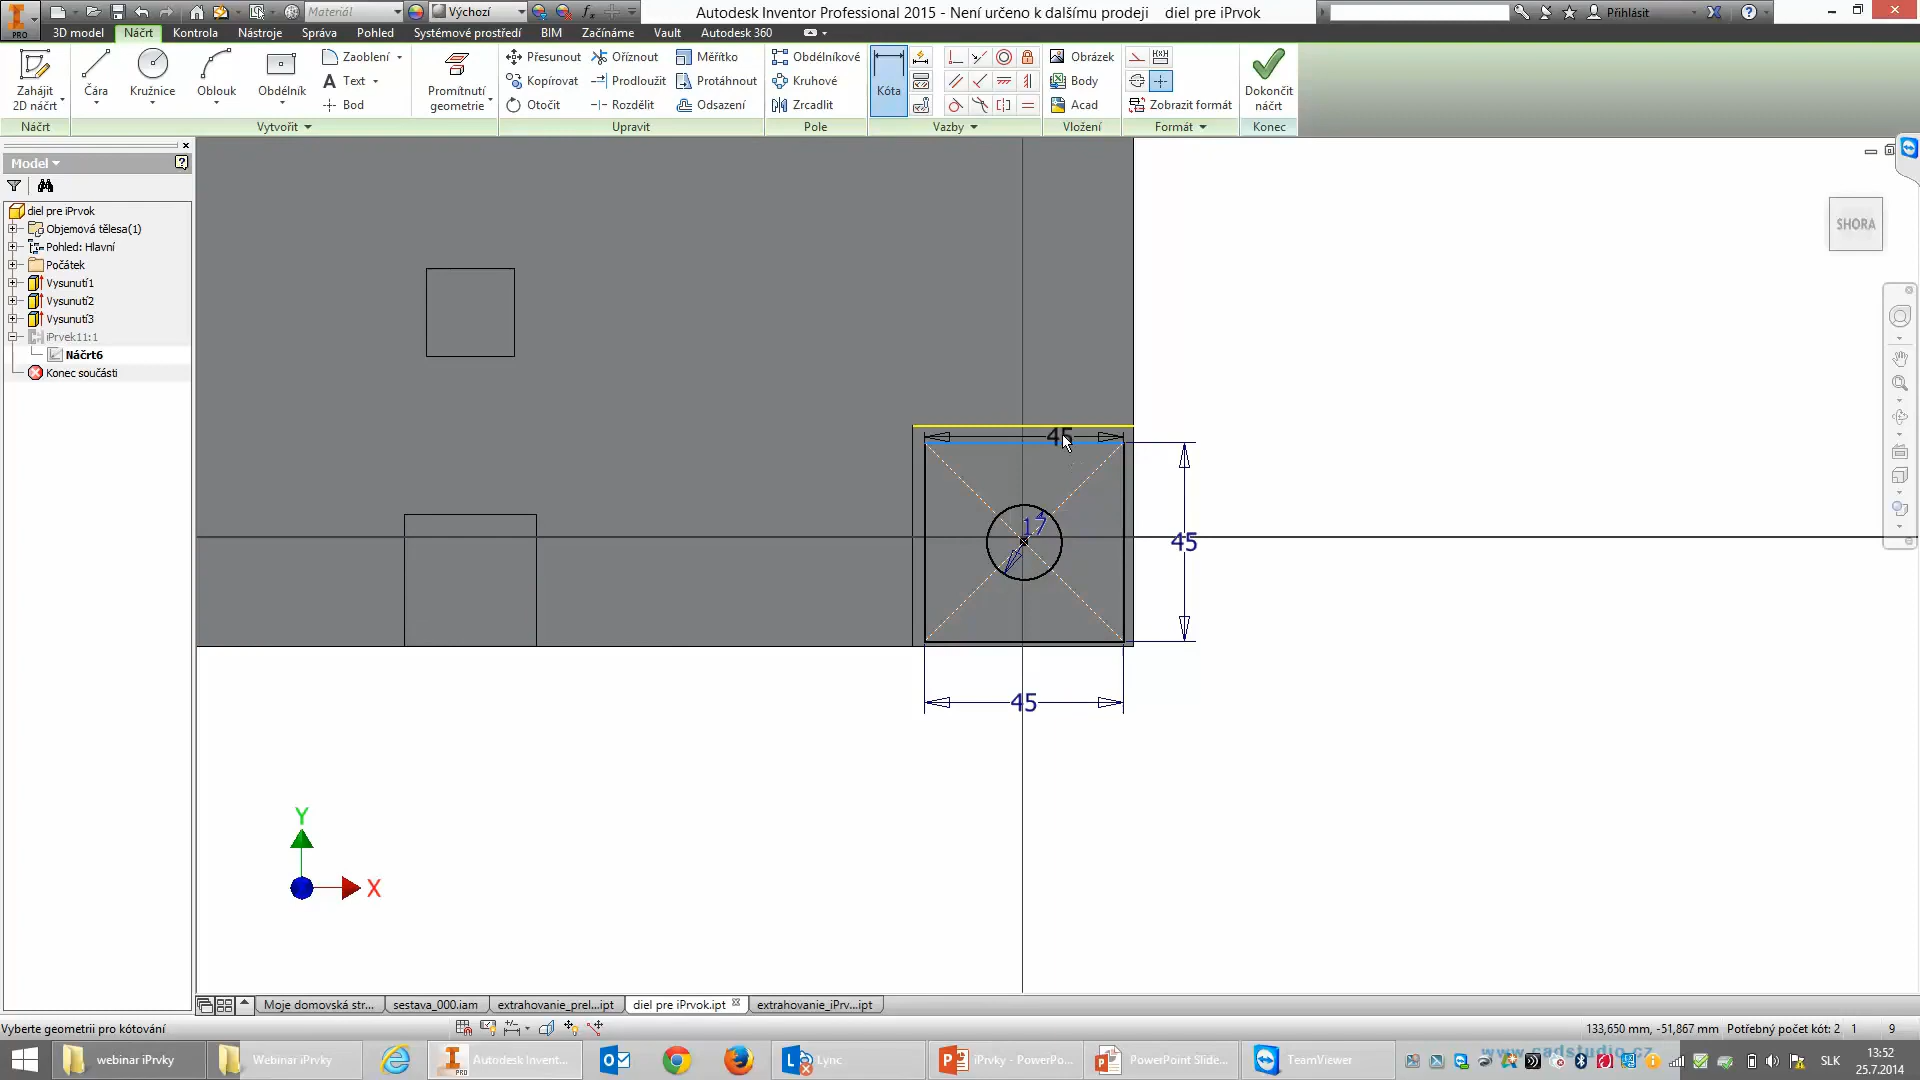 Materiál
Výchozí
Autodesk Inventor Professional 2015 - Není určeno k dalšímu prodeji
diel pre iPrvok
Přihlásit
PRO
3D model
Náčrt
Kontrola
Nástroje
Správa
Pohled
Systémové prostředí
BIM
Začínáme
Vault
Autodesk 360
Zahájit
2D náčrt
Čára
Kružnice
Oblouk
Obdélník
Zaoblení
Text
Bod
Promítnutí
geometrie
Přesunout
Kopírovat
Otočit
Oříznout
Prodloužit
Rozdělit
Měřítko
Protáhnout
Odsazení
Obdélníkové
Kruhové
Zrcadlit
Kóta
Obrázek
Body
Acad
Zobrazit formát
Dokončit
náčrt
Náčrt
Vytvořit
Upravit
Pole
Vazby
Vložení
Formát
Konec
Model
diel pre iPrvok
Objemová tělesa(1)
Pohled: Hlavní
Počátek
Vysunutí1
Vysunutí2
Vysunutí3
iPrvek11:1
Náčrt6
Konec součásti
SHORA
45
17
45
45
Y
X
Moje domovská str...
sestava_000.iam
extrahovanie_prel...ipt
diel pre iPrvok.ipt
extrahovanie_iPrv...ipt
Vyberte geometrii pro kótování
133,650 mm, -51,867 mm
Potřebný počet kót: 2
1
9
webinar iPrvky
Webinar iPrvky
Autodesk Invent...
Lync
iPrvky - PowerPo...
PowerPoint Slide...
TeamViewer
www.cadstudio.cz
SLK
13:52
25.7.2014